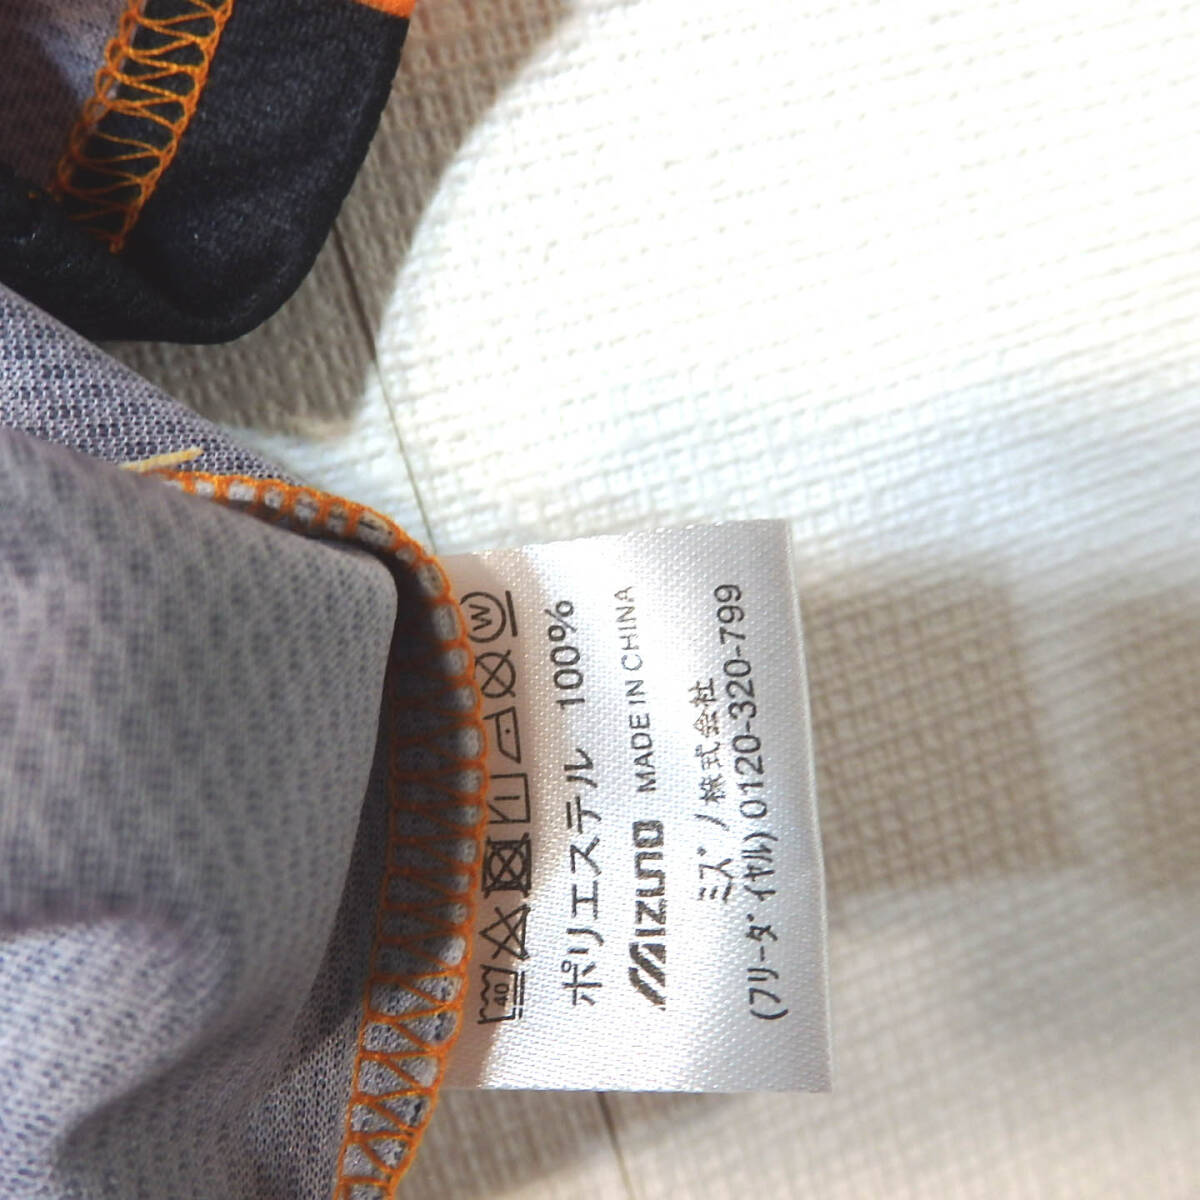 40 W
ポリエステル 100%
MIZUNO MADE IN CHINA
ミズノ株式会社
(フリーダイヤル) 0120-320-799